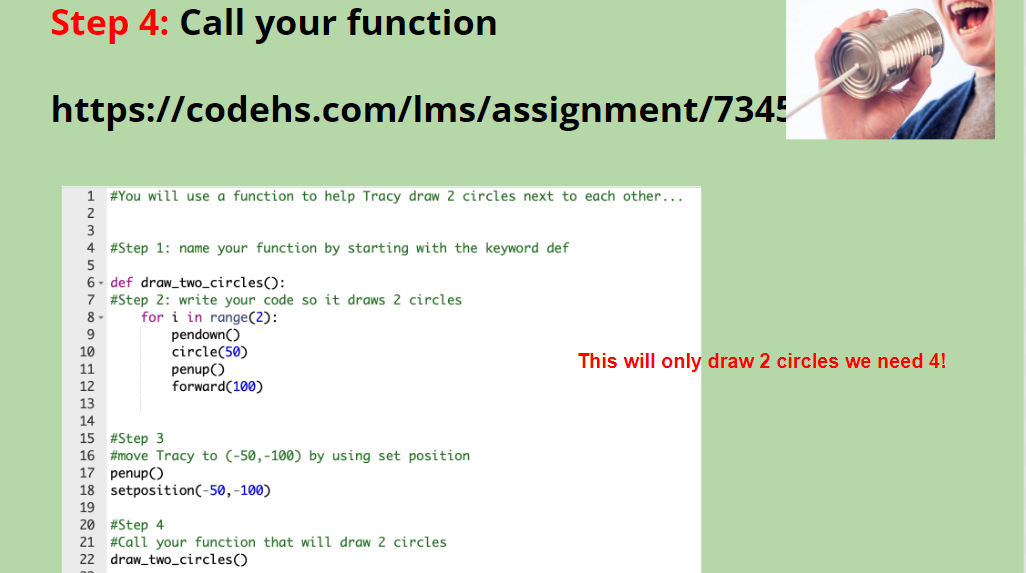 Step 4: Call your function
https://codehs.com/lms/assignment/7345
1 #You will use a function to help Tracy draw 2 circles next to each other...
2
3
4 #Step 1: name your function by starting with the keyword def
5
6 def draw_two_circles():
7 #Step 2: write your code so it draws 2 circles
8 for i in range(2):
9 pendown()
10 circle(50)
This will only draw 2 circles we need 4!
11 penup()
12 forward(100)
13
14
15 #Step 3
16 #move Tracy to (-50,-100) by using set position
17 penup()
18 setposition(-50,-100)
19
20 #Step 4
21 #Call your function that will draw 2 circles
22 draw_two_circles()